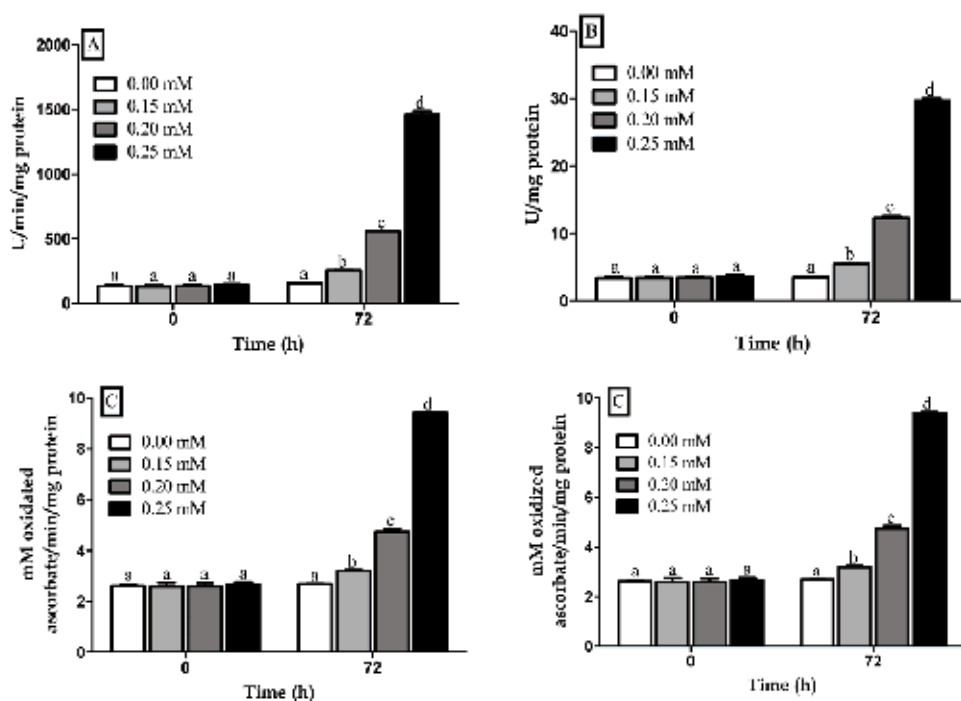 A
2000
1500
1000
500
0
U/min/mg protein
0.00 mM
0.15 mM
0.20 mM
0.25 mM
a a a a
a b c d
0 72
Time (h)
B
40
30
20
10
0
U/mg protein
0.00 mM
0.15 mM
0.20 mM
0.25 mM
a a a a
a b c d
0 72
Time (h)
C
10
8
6
4
2
0
mM oxidated
ascorbate/min/mg protein
0.00 mM
0.15 mM
0.20 mM
0.25 mM
a a a a
a b c d
0 72
Time (h)
C
10
8
6
4
2
0
mM oxidized
ascorbate/min/mg protein
0.00 mM
0.15 mM
0.20 mM
0.25 mM
a a a a
a b c d
0 72
Time (h)